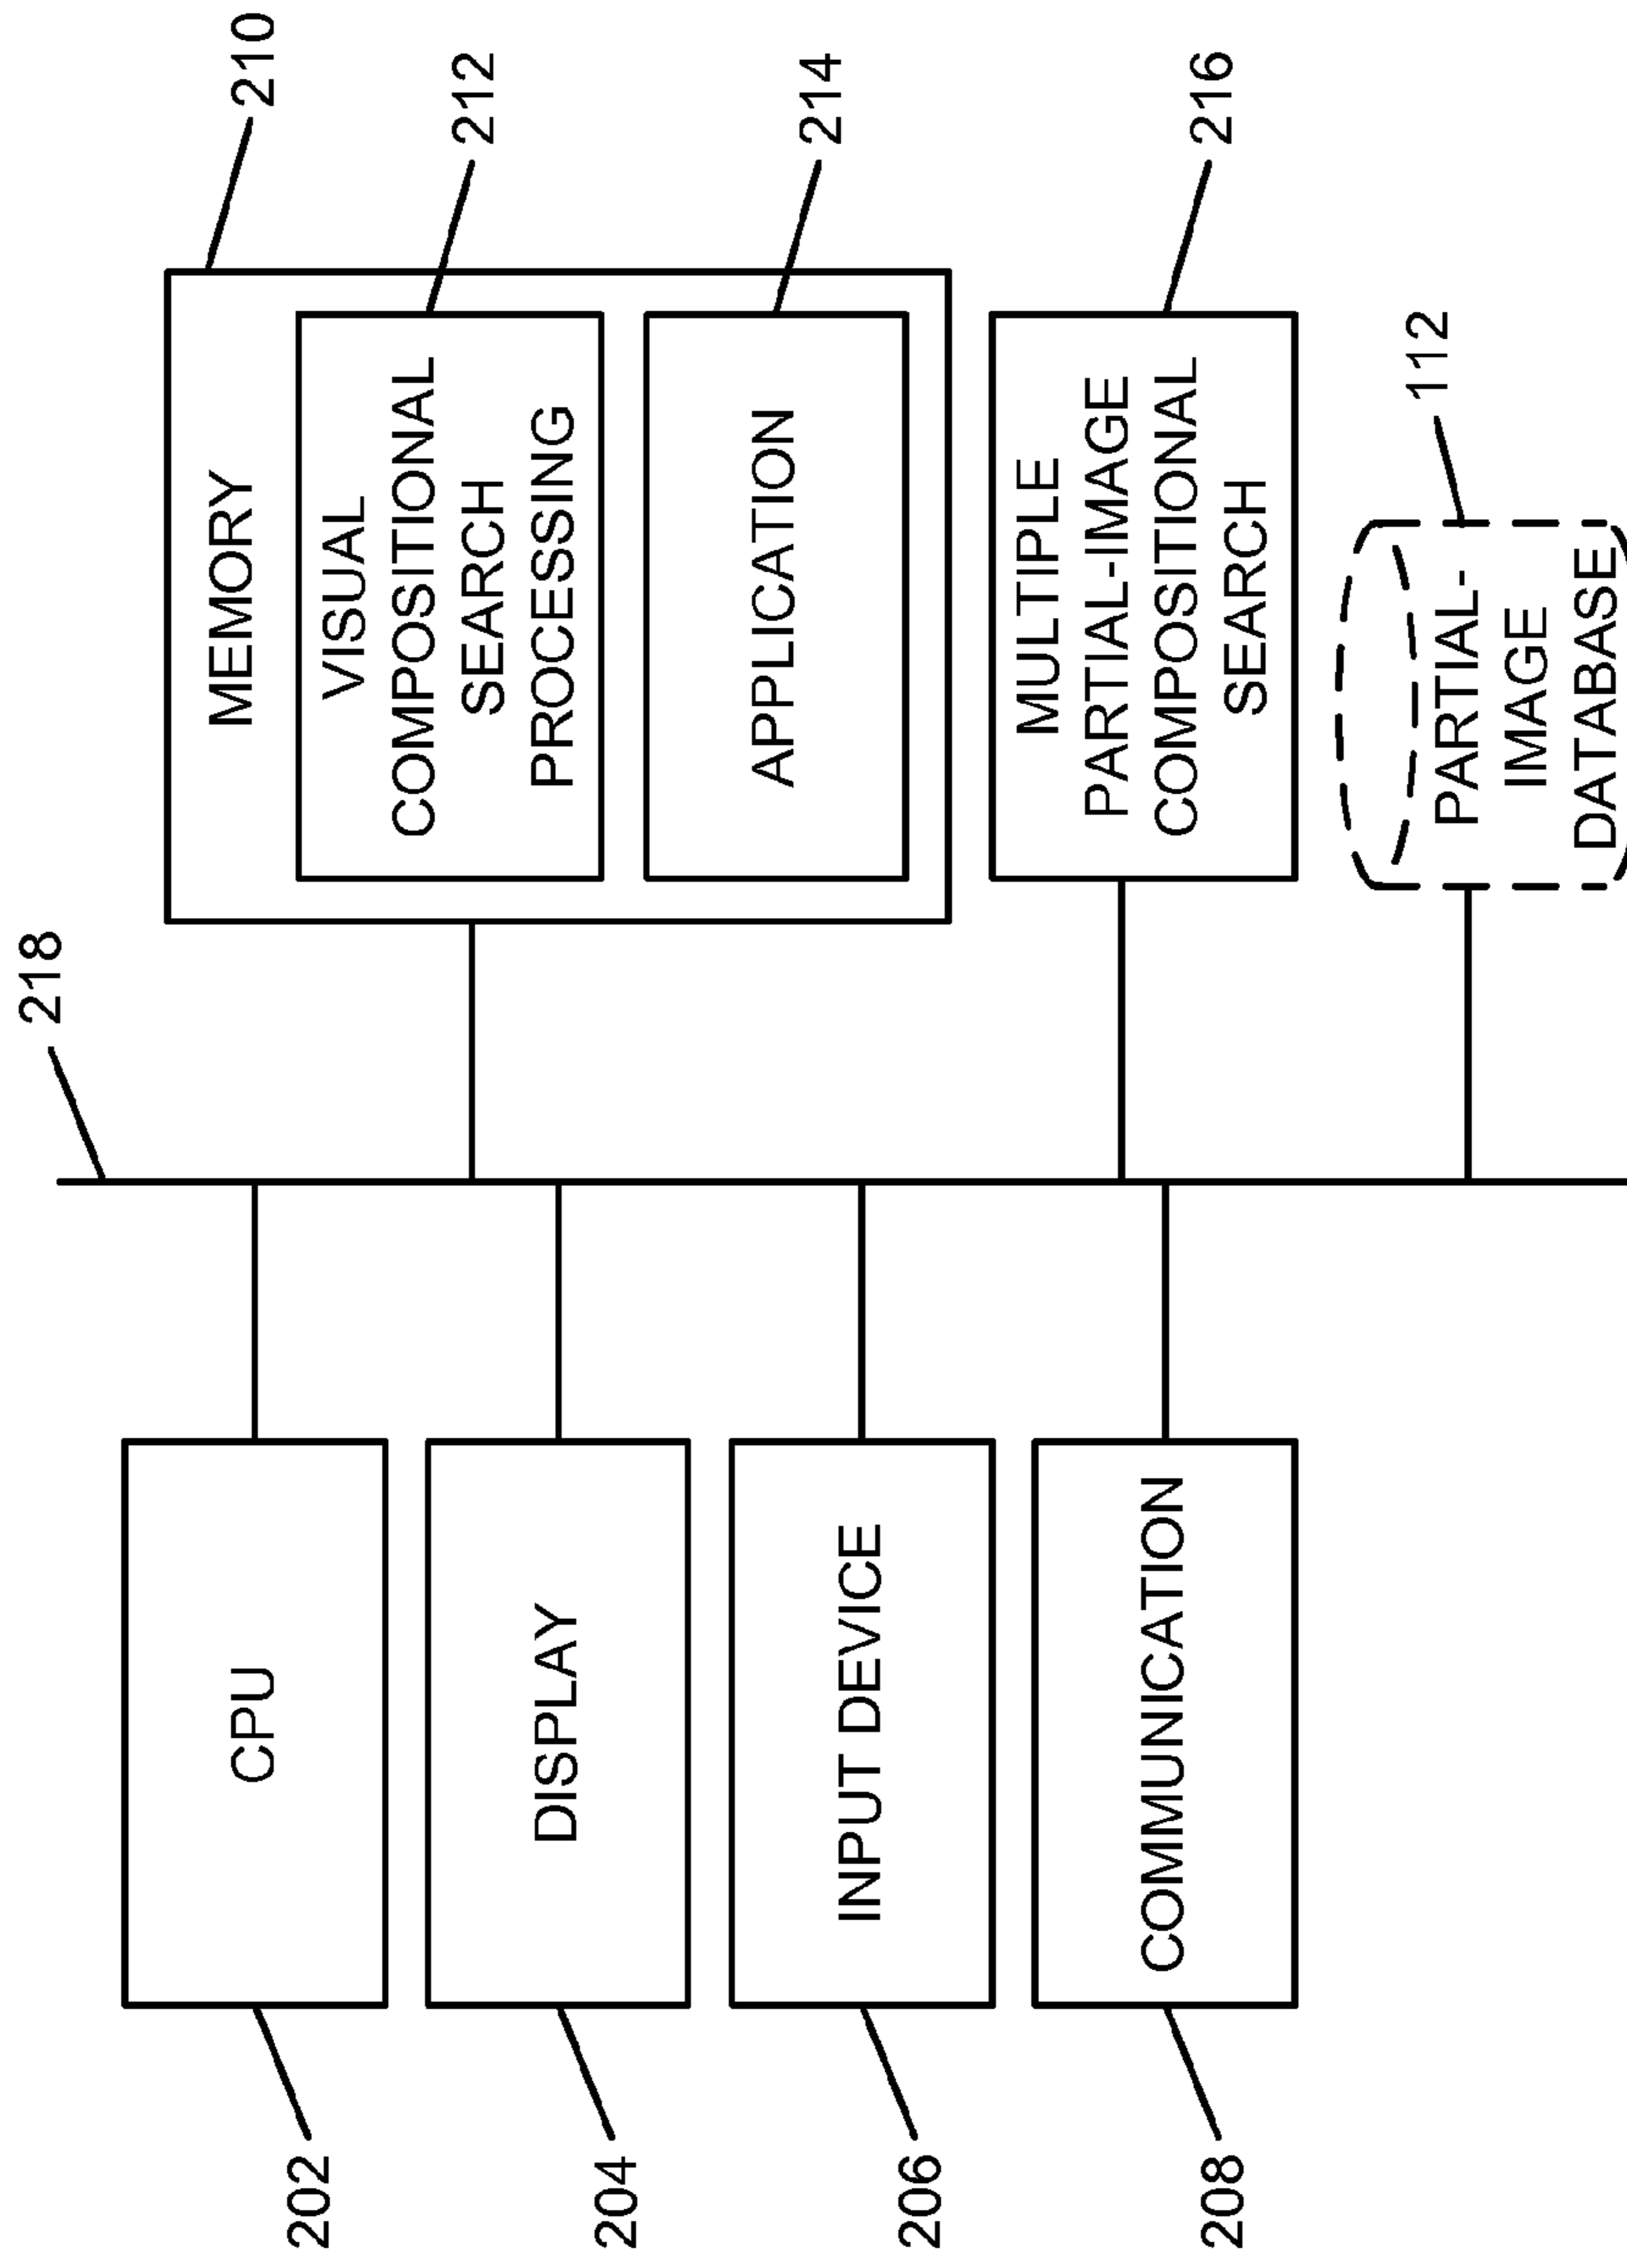 218
202
CPU
204
DISPLAY
206
INPUT DEVICE
208
COMMUNICATION
MEMORY
210
VISUAL
COMPOSITIONAL
SEARCH
PROCESSING
212
APPLICATION
214
MULTIPLE
PARTIAL-IMAGE
COMPOSITIONAL
SEARCH
216
PARTIAL-
IMAGE
DATABASE
112